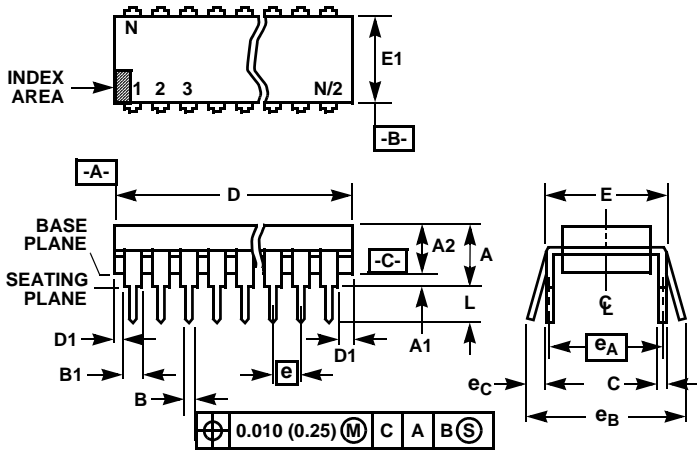 N
E1
INDEX
AREA
1 2 3 N/2
-B-
-A-
D
E
BASE
PLANE
A2
A
-C-
SEATING
PLANE
L
C̲L
D1
A1
D1
eA
B1
e
eC
C
B
eB
0.010 (0.25) M C A B S